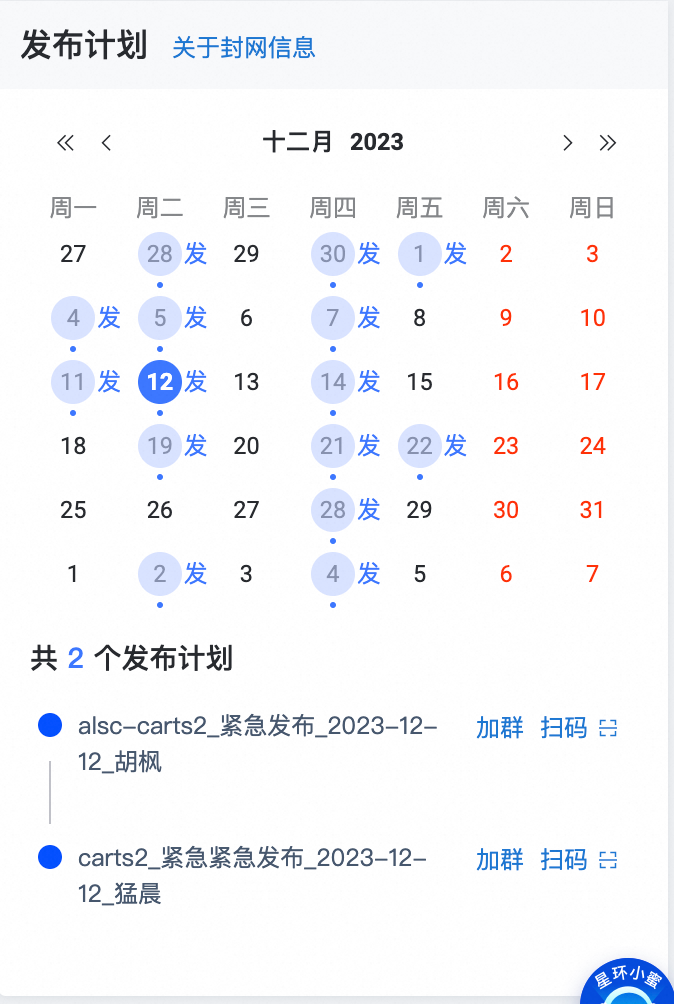 发布计划 关于封网信息
十二月 2023
周一 周二 周三 周四 周五 周六 周日
27 28 发 29 30 发 1 发 2 3
4 发 5 发 6 7 发 8 9 10
11 发 12 发 13 14 发 15 16 17
18 19 发 20 21 发 22 发 23 24
25 26 27 28 发 29 30 31
1 2 发 3 4 发 5 6 7
共 2 个发布计划
alsc-carts2_紧急发布_2023-12- 加群 扫码
12_胡枫
carts2_紧急紧急发布_2023-12- 加群 扫码
12_猛晨
星环小蜜